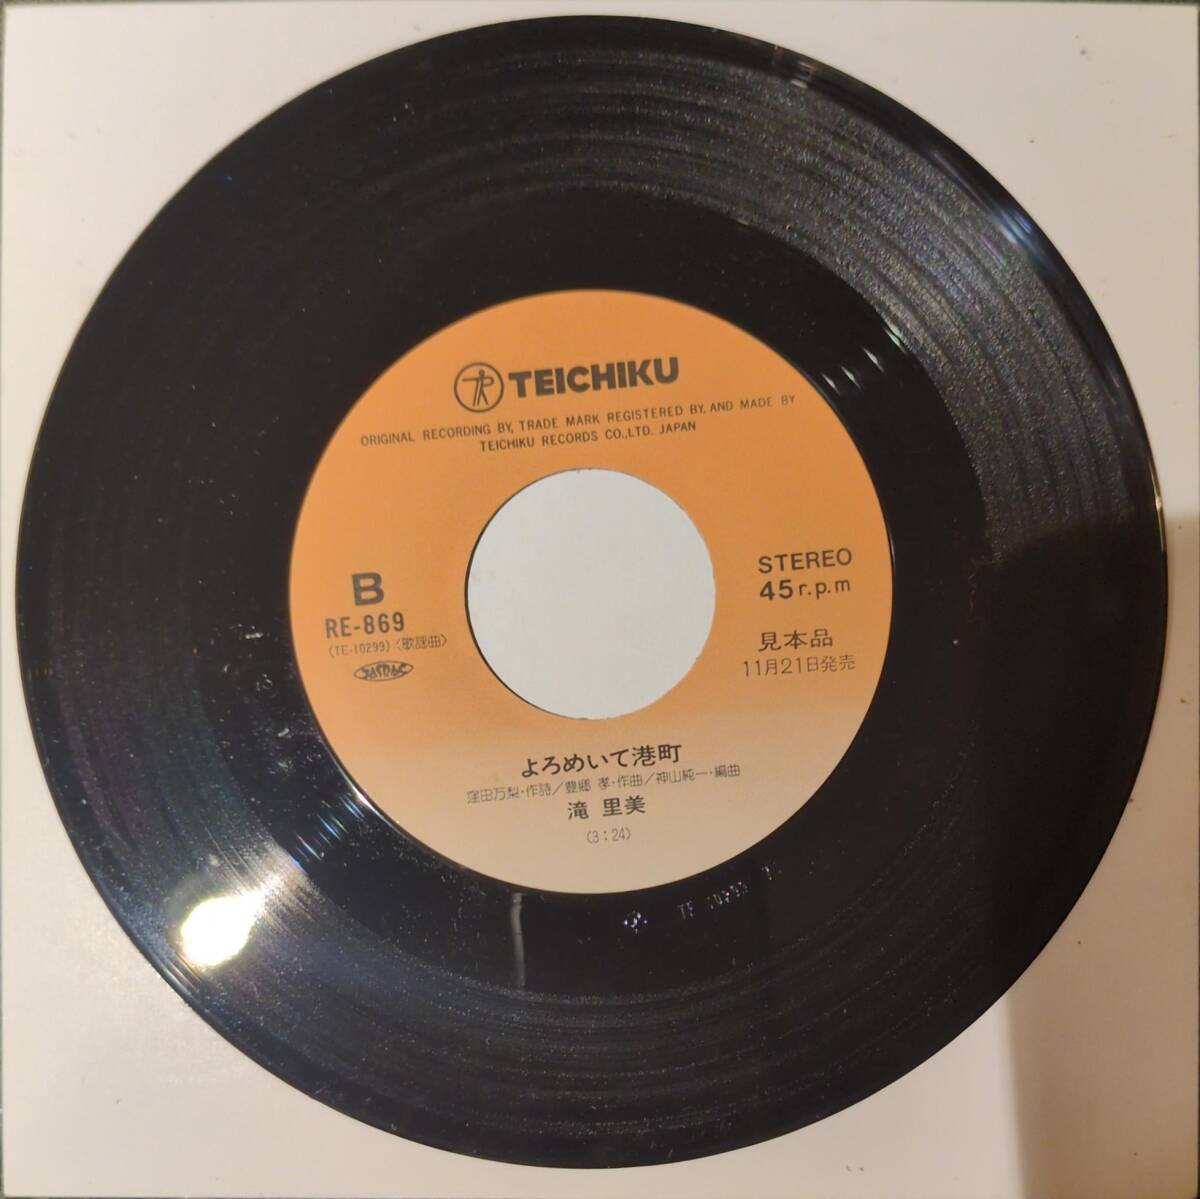 TEICHIKU
ORIGINAL RECORDING BY, TRADE MARK REGISTERED BY, AND MADE BY
TEICHIKU RECORDS CO.,LTD. JAPAN
B
RE-869
(TE-10299)〈歌謡曲〉
JASRAC
STEREO
45 r.p.m
見本品
11月21日発売
よろめいて港町
窪田万梨・作詩/豊郷 孝・作曲/神山純一・編曲
滝 里美
(3:24)